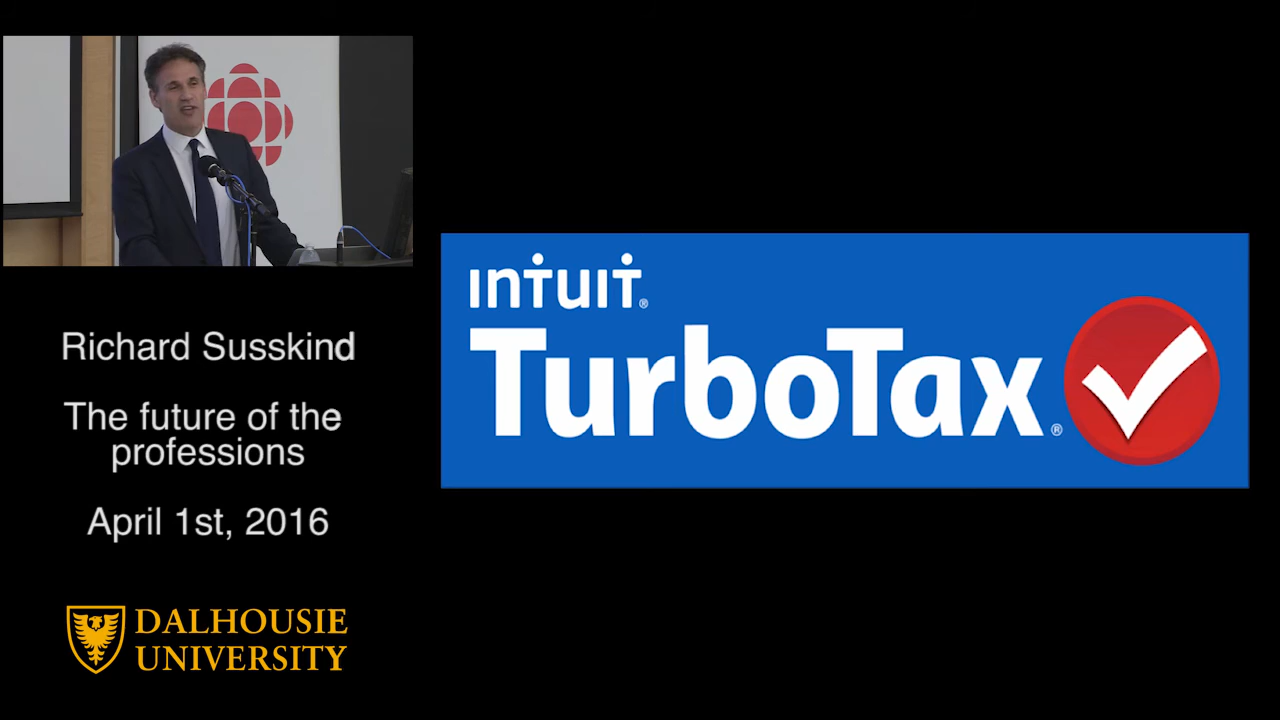 Richard Susskind
The future of the
professions
April 1st, 2016
DALHOUSIE
UNIVERSITY
intuit®
TurboTax®